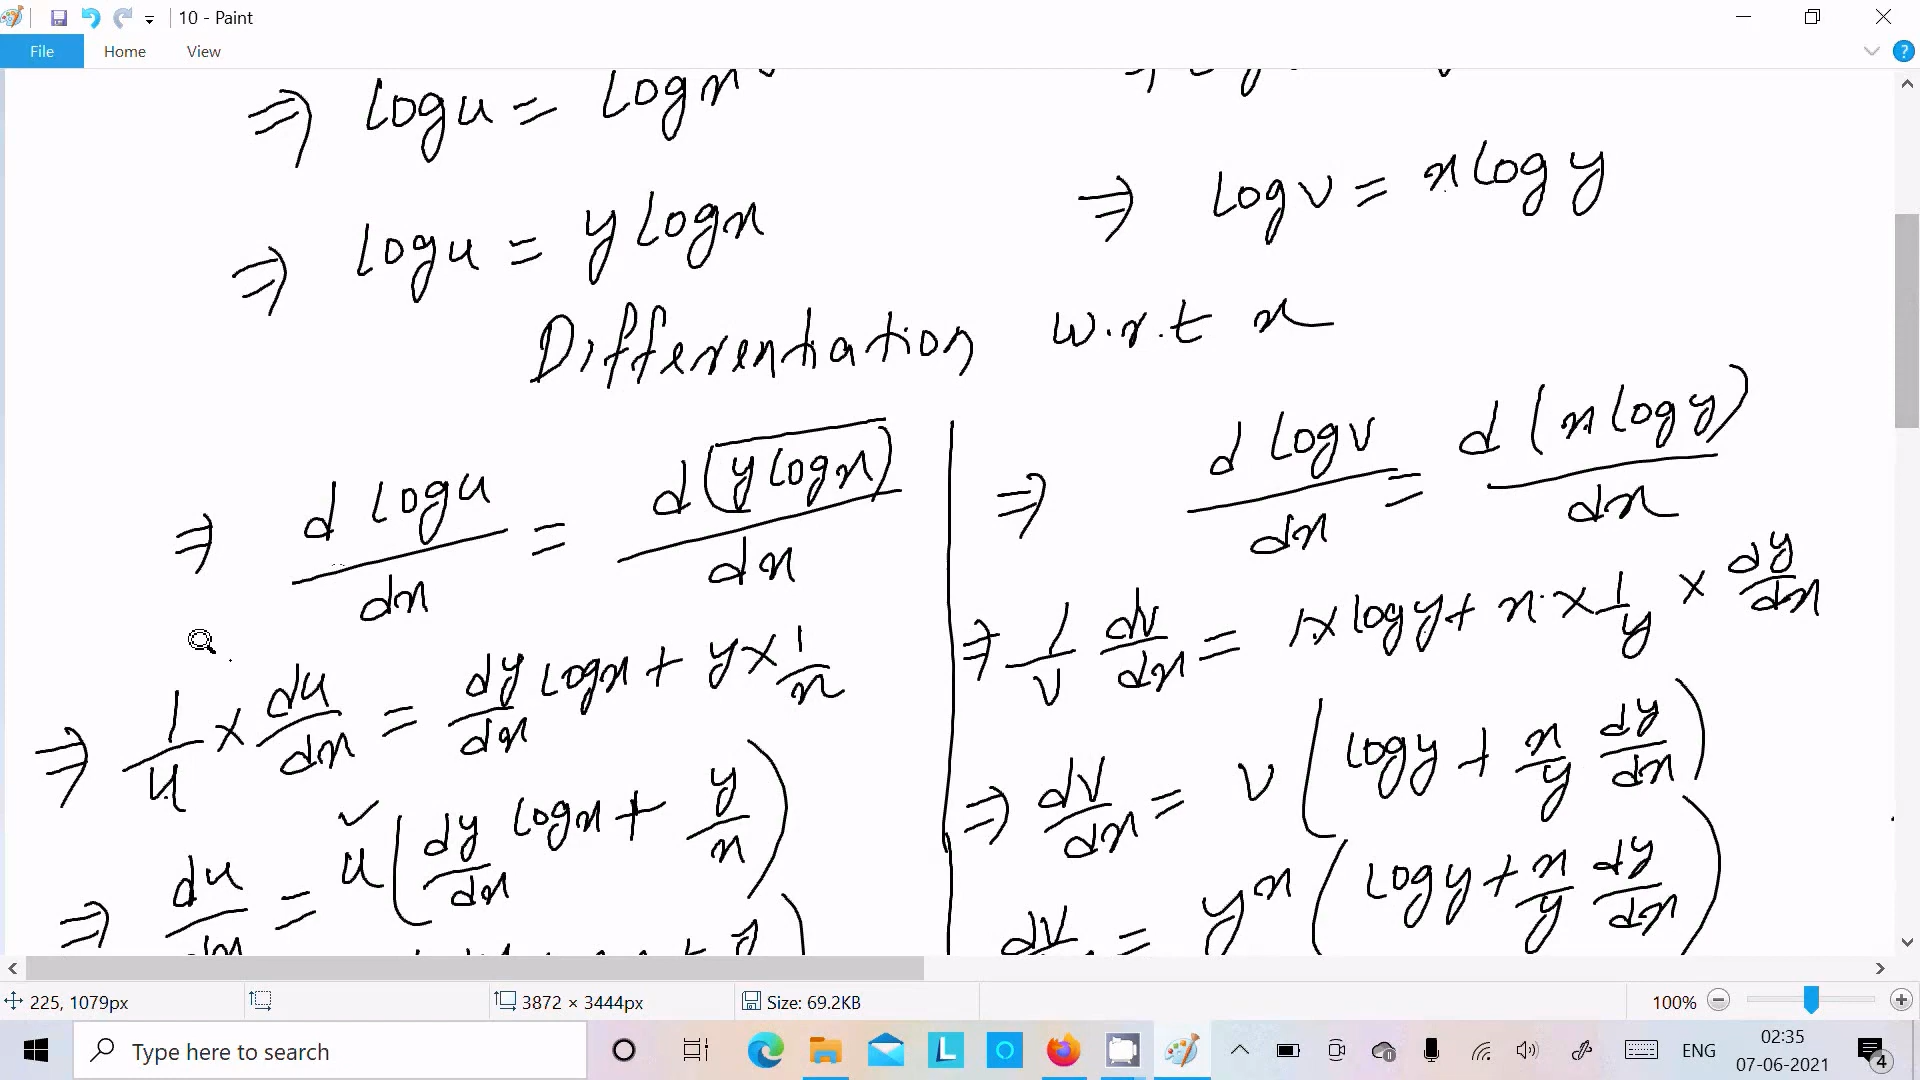 10 - Paint
File Home View
⇒ log u = log x
⇒ log v = x log y
⇒ log u = y log x
Differentiation w.r.t x
⇒ d log u / dx = d(y log x) / dx
⇒ d log v / dx = d(x log y) / dx
⇒ 1/u × du/dx = dy/dx log x + y × 1/x
⇒ 1/v dv/dx = 1 × log y + x · × 1/y × dy/dx
⇒ du/dx = u (dy/dx log x + y/x)
⇒ dv/dx = v (log y + x/y dy/dx)
dv = y^x (log y + x/y dy/dx)
225, 1079px 3872 × 3444px Size: 69.2KB 100%
Type here to search
ENG 02:35
07-06-2021 4